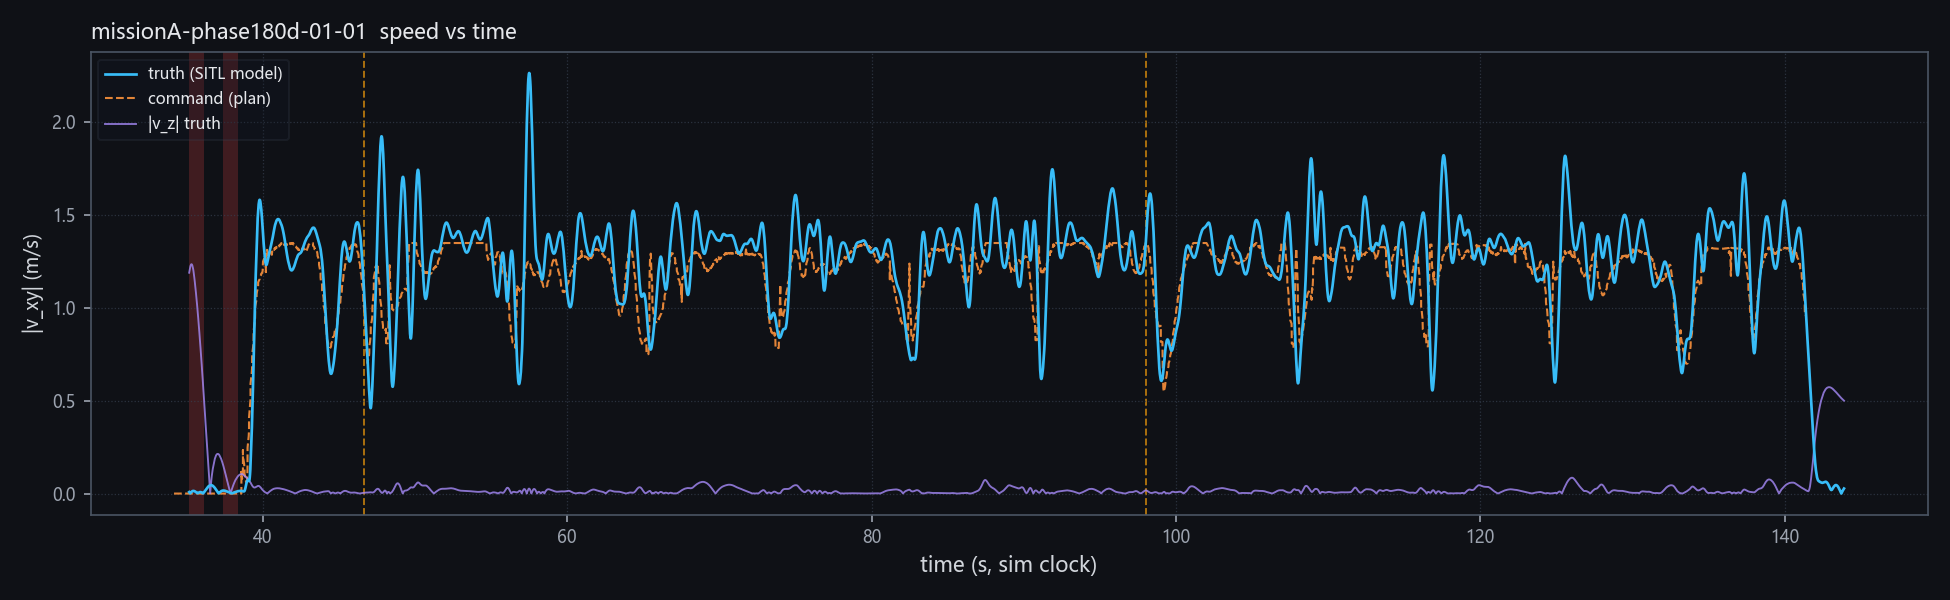 missionA-phase180d-01-01 speed vs time
truth (SITL model)
command (plan)
|v_z| truth
|v_xy| (m/s)
2.0
1.5
1.0
0.5
0.0
40
60
80
100
120
140
time (s, sim clock)